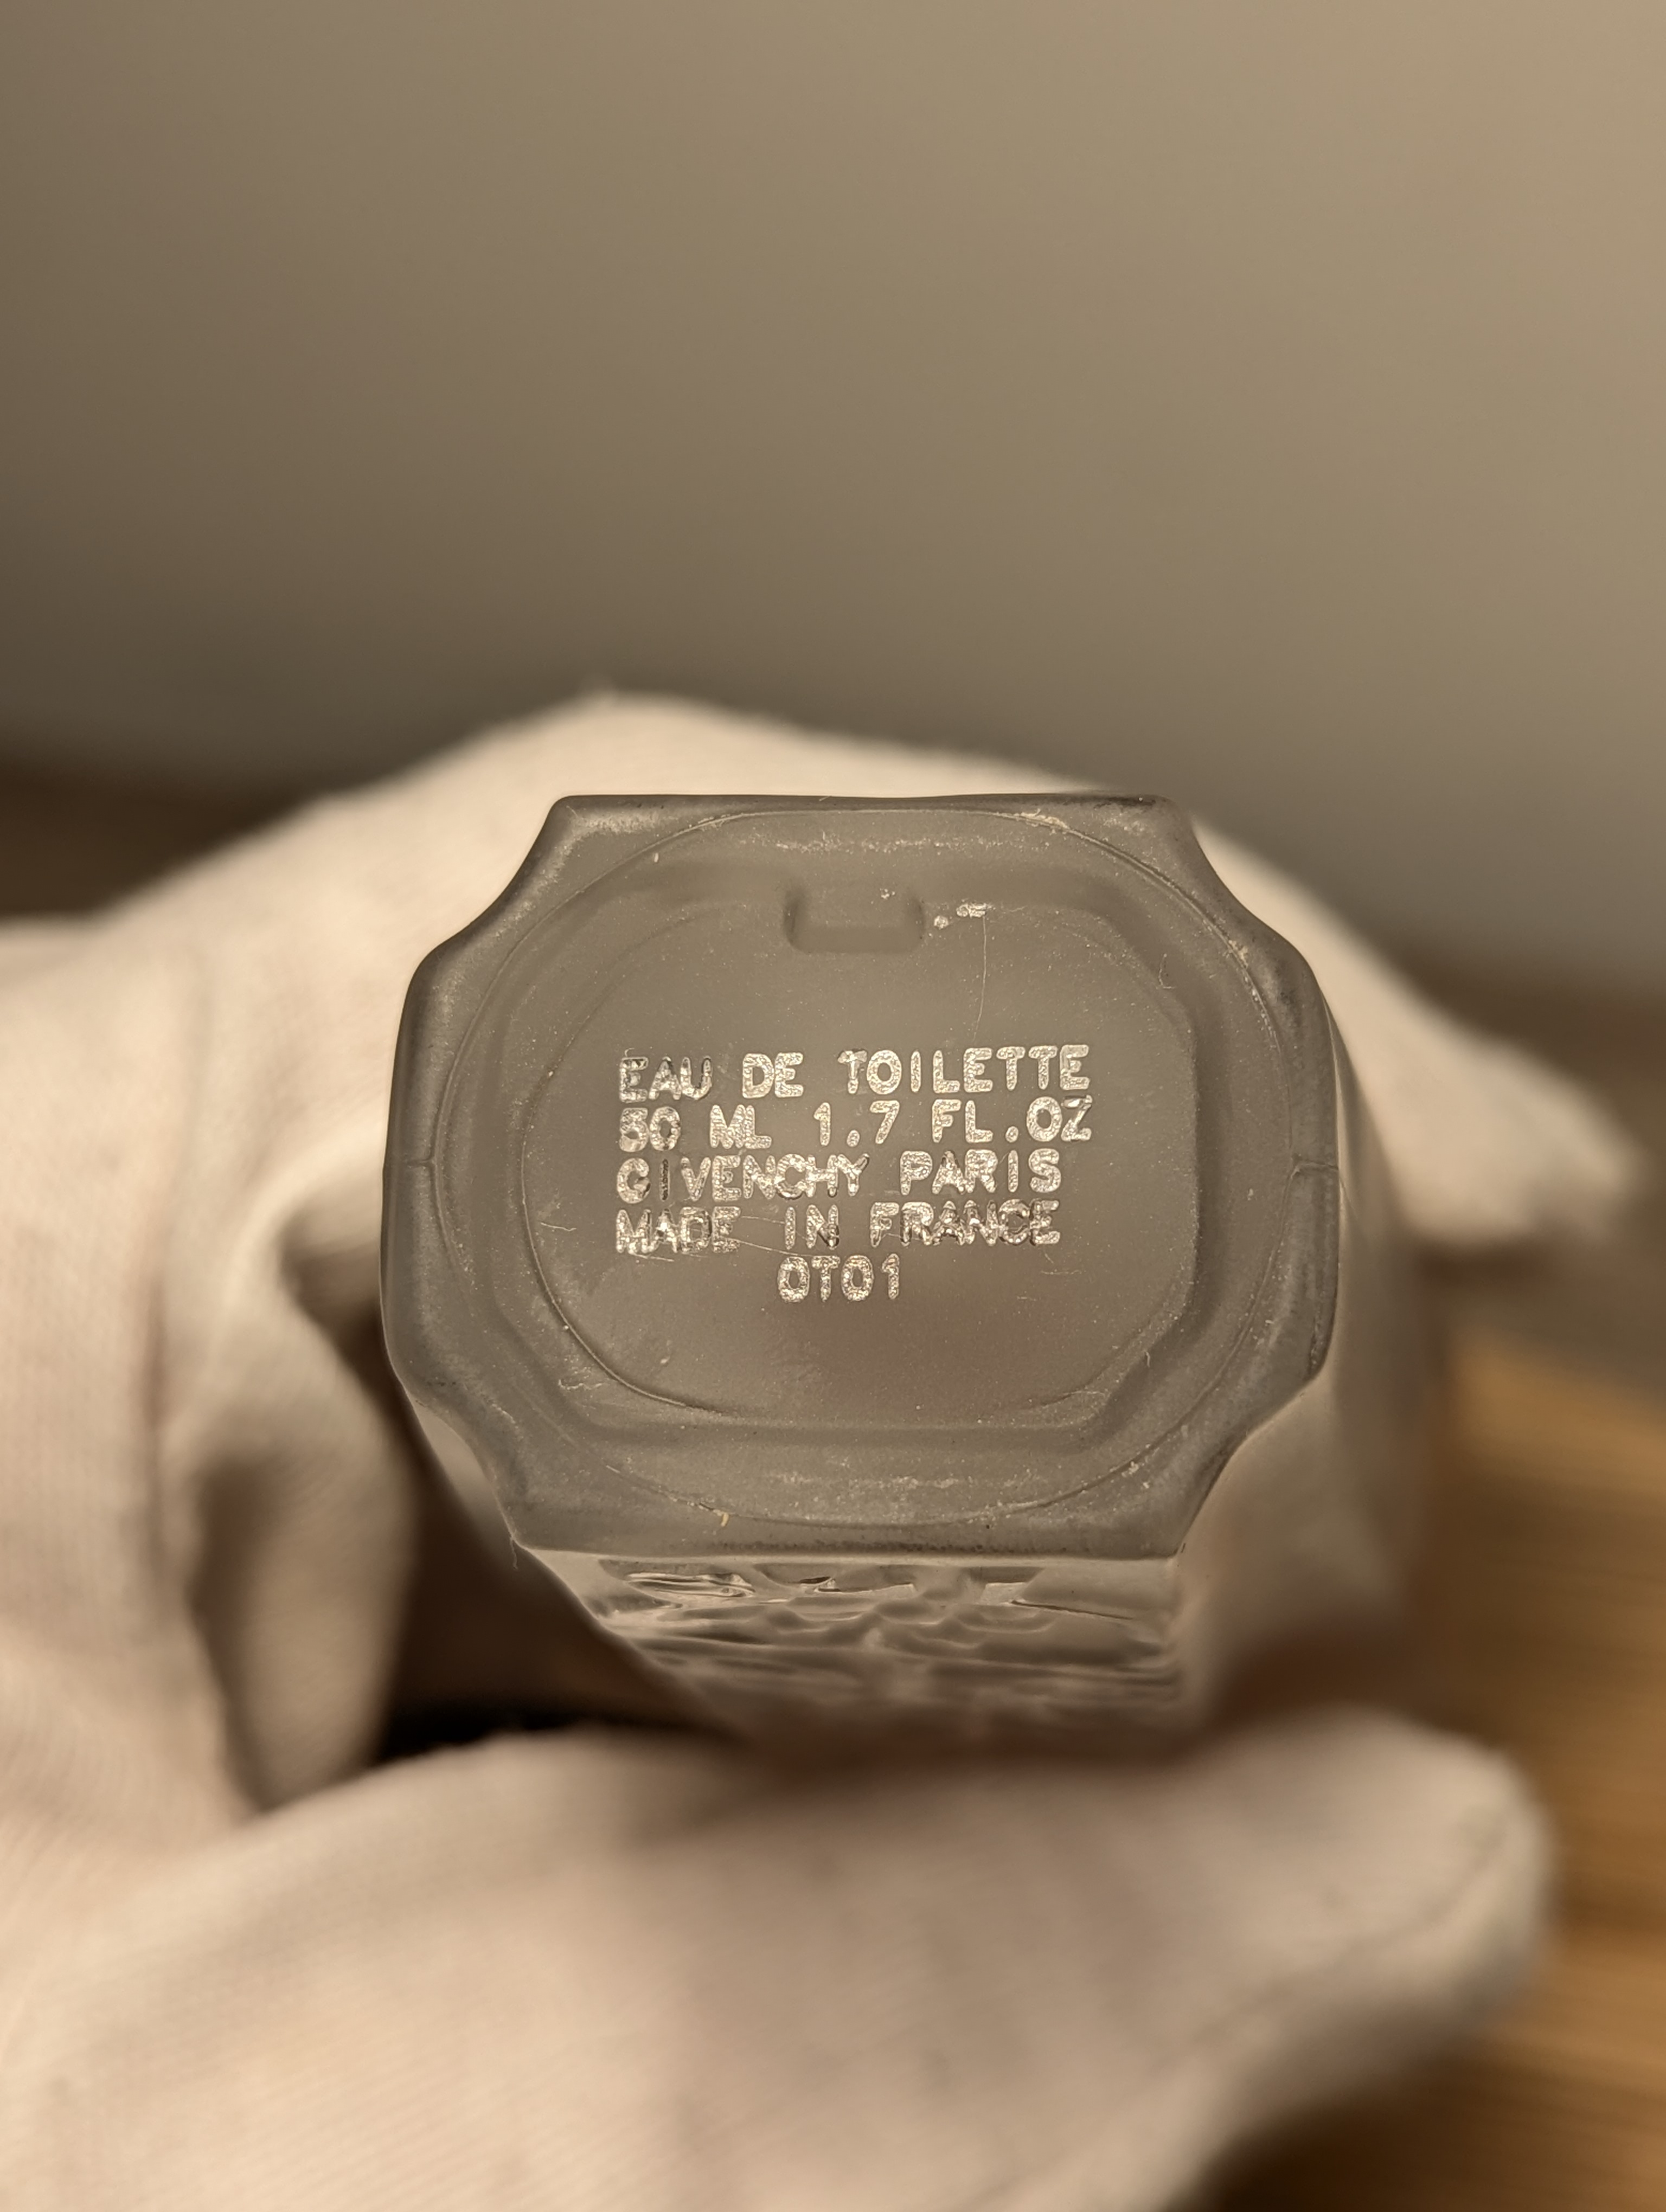 EAU DE TOILETTE
50 ML 1.7 FL.OZ
GIVENCHY PARIS
MADE IN FRANCE
0T01